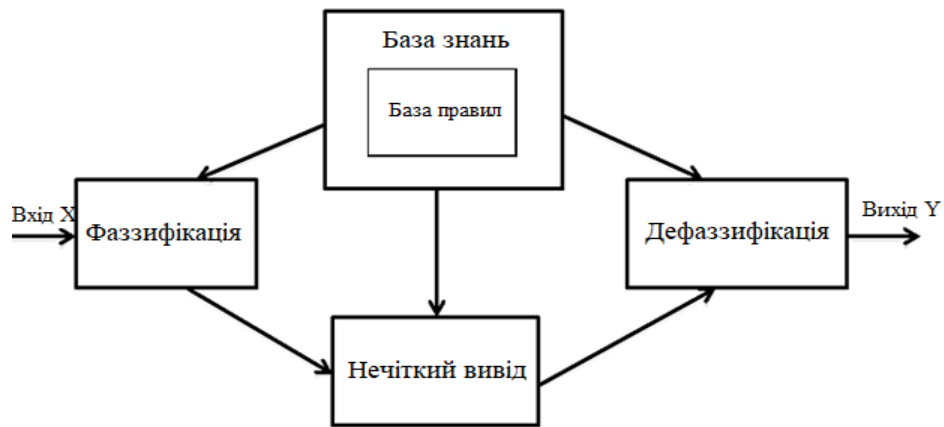 База знань
База правил
Вхід X
Фаззифікація
Вихід Y
Дефаззифікація
Нечіткий вивід